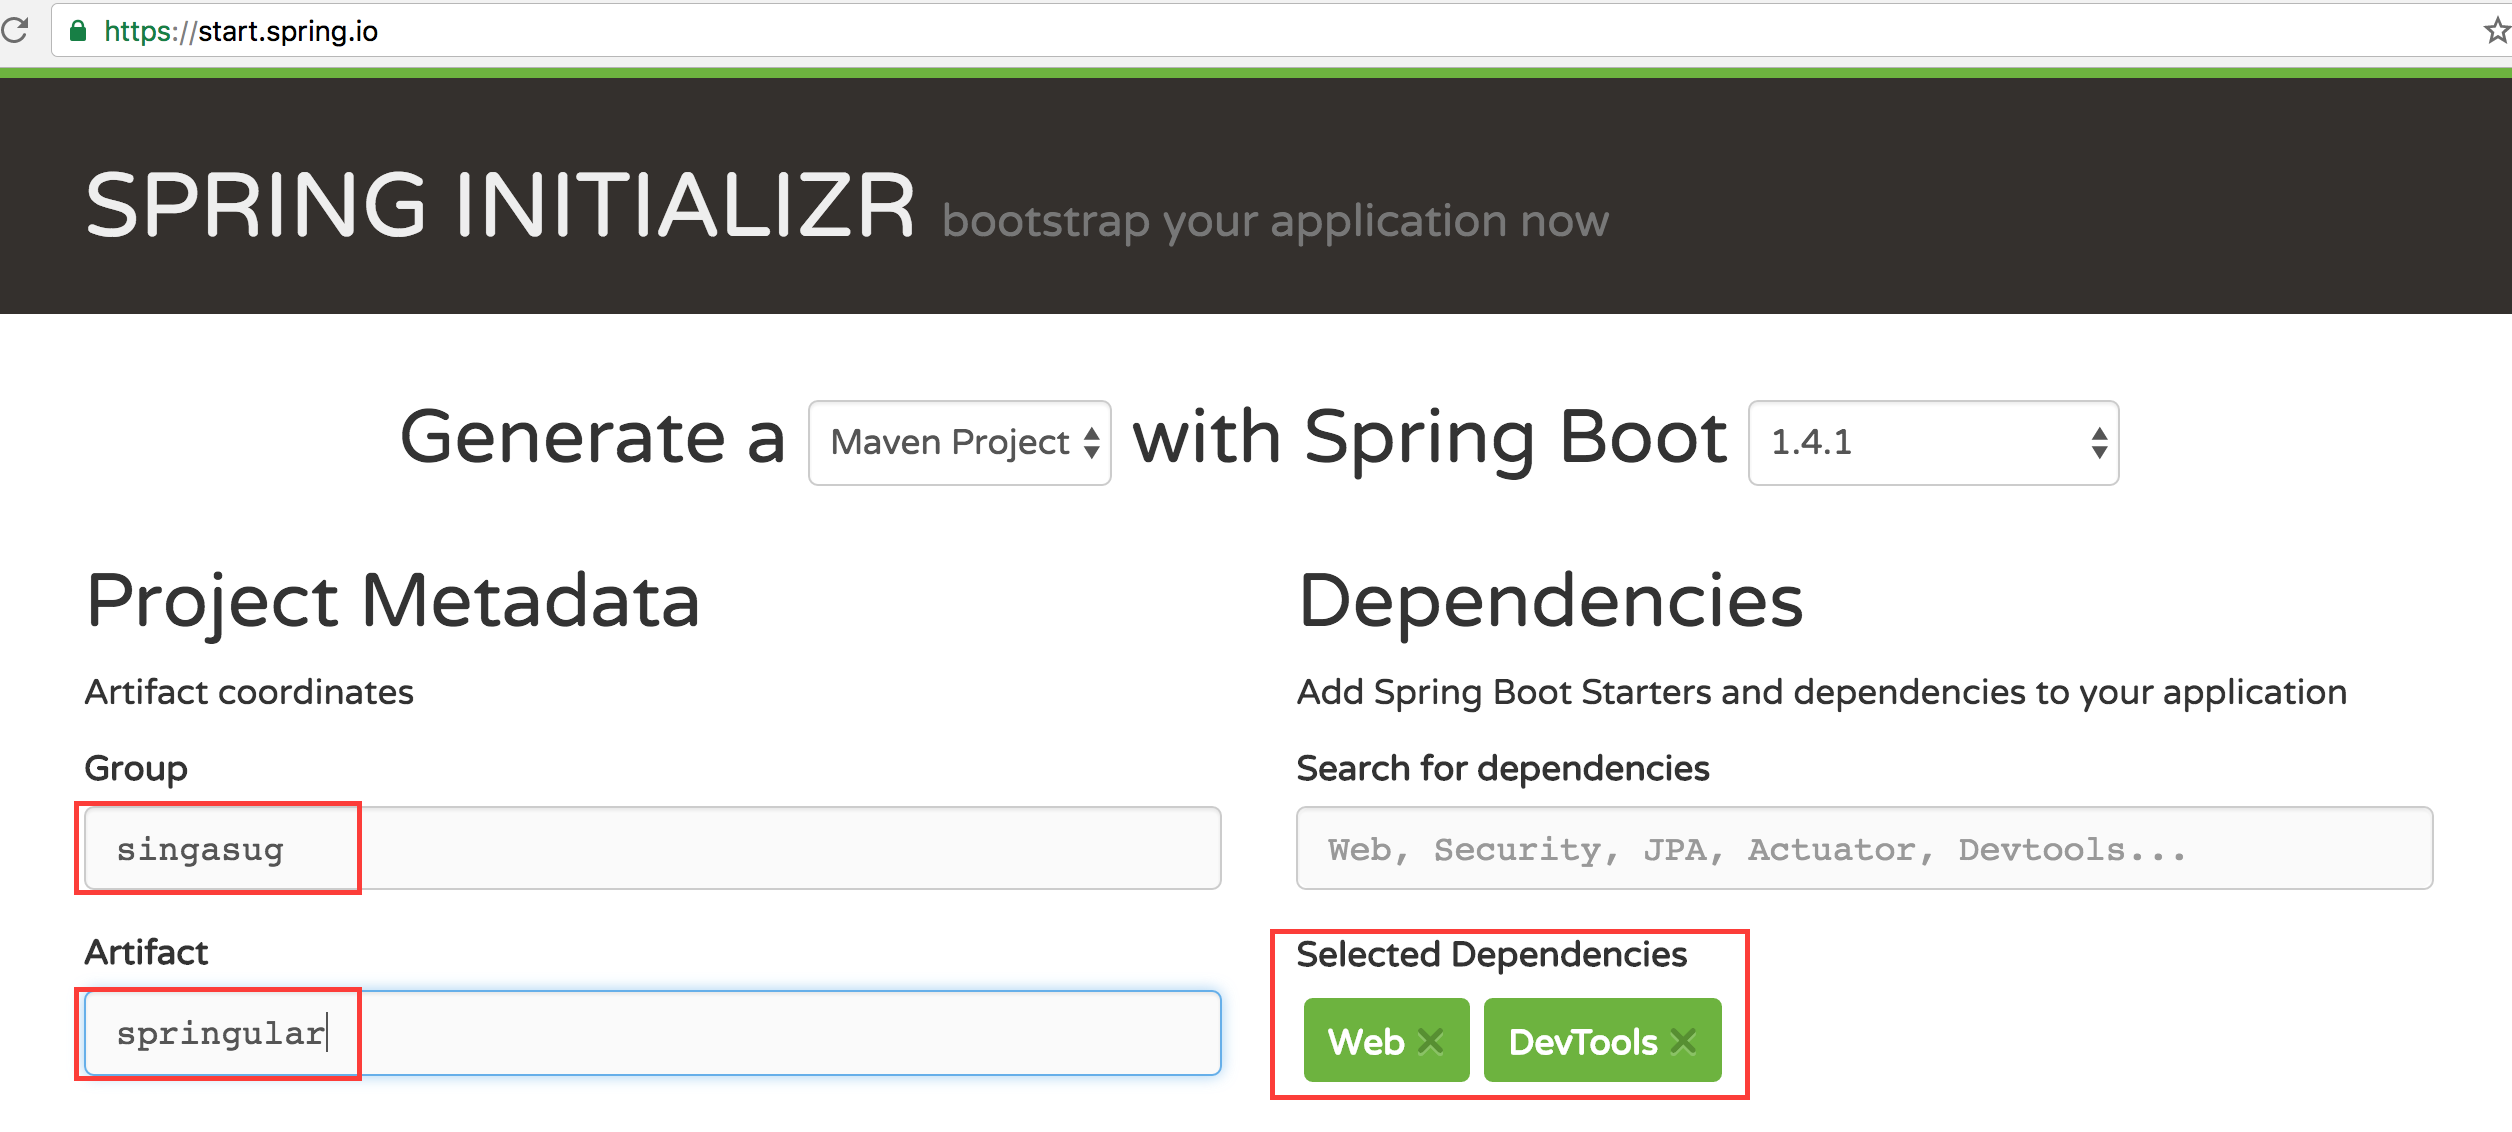 https://start.spring.io
SPRING INITIALIZR bootstrap your application now
Generate a Maven Project with Spring Boot 1.4.1
Project Metadata
Artifact coordinates
Group
singasug
Artifact
springular
Dependencies
Add Spring Boot Starters and dependencies to your application
Search for dependencies
Web, Security, JPA, Actuator, Devtools...
Selected Dependencies
Web DevTools